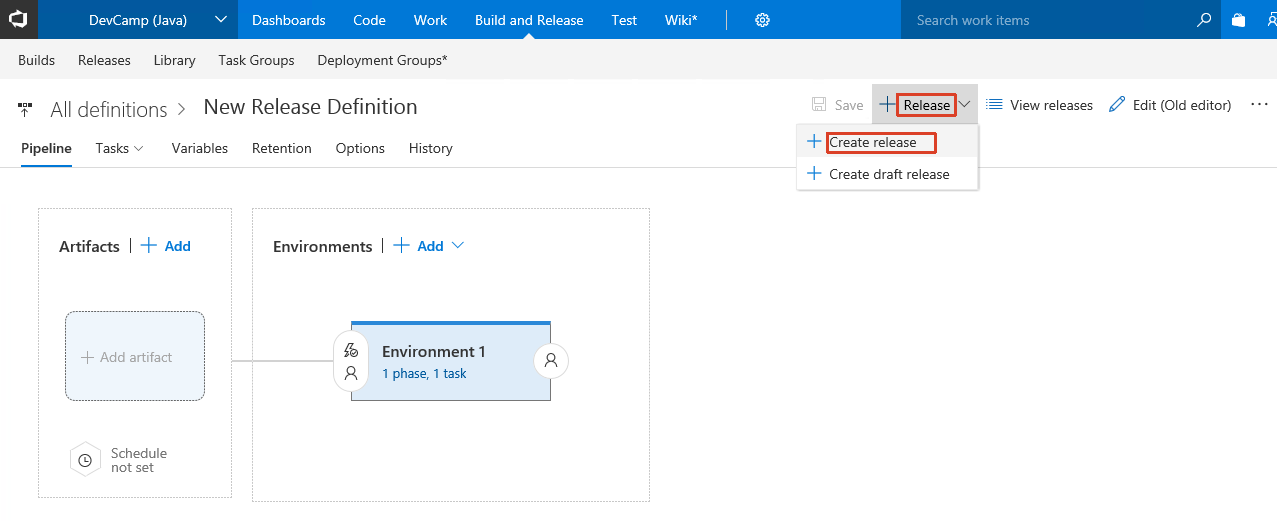 DevCamp (Java) Dashboards Code Work Build and Release Test Wiki* Search work items
Builds Releases Library Task Groups Deployment Groups*
All definitions > New Release Definition Save + Release View releases Edit (Old editor) ...
Pipeline Tasks Variables Retention Options History
+ Create release
+ Create draft release
Artifacts | + Add
Environments | + Add
+ Add artifact
Environment 1
1 phase, 1 task
Schedule
not set